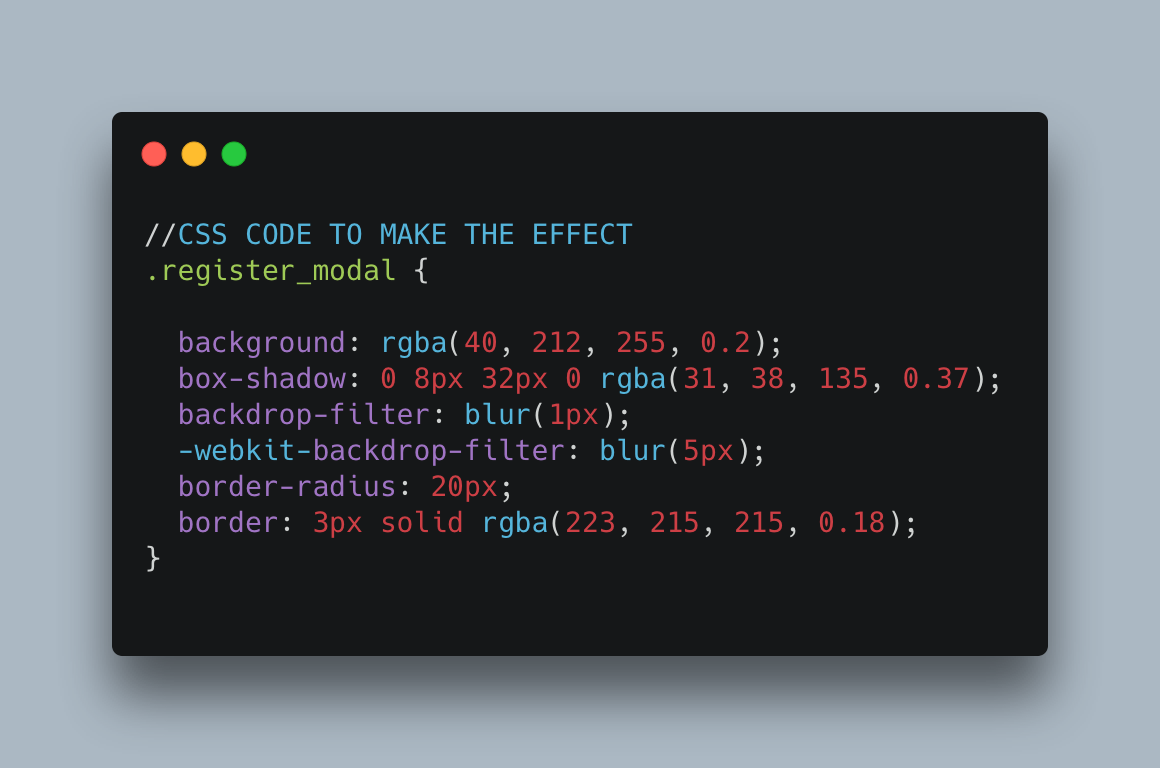 //CSS CODE TO MAKE THE EFFECT
.register_modal {
background: rgba(40, 212, 255, 0.2);
box-shadow: 0 8px 32px 0 rgba(31, 38, 135, 0.37);
backdrop-filter: blur(1px);
-webkit-backdrop-filter: blur(5px);
border-radius: 20px;
border: 3px solid rgba(223, 215, 215, 0.18);
}